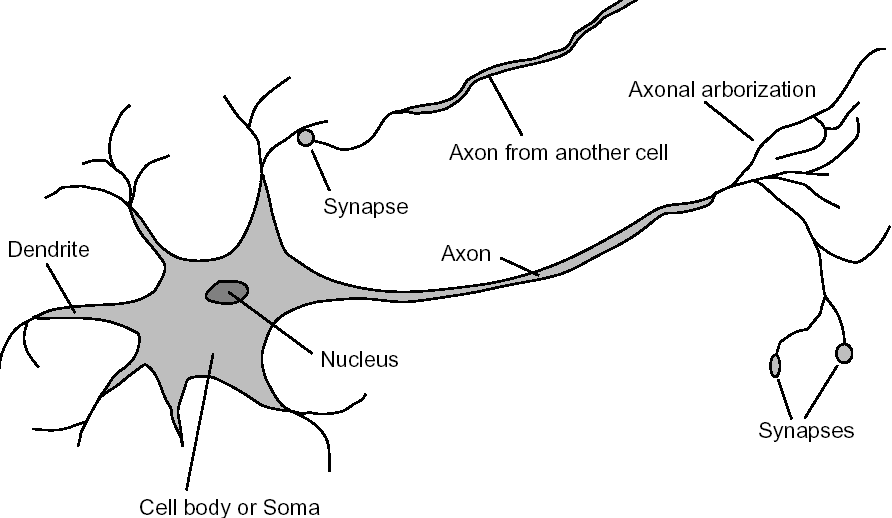 Axonal arborization
Axon from another cell
Synapse
Dendrite
Axon
Nucleus
Synapses
Cell body or Soma